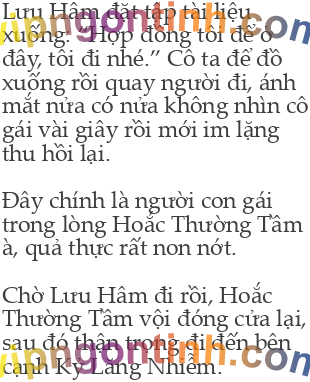 Lưu Hâm đặt tập tài liệu
xuống: “Hợp đồng tôi để ở
đây, tôi đi nhé.” Cô ta để đồ
xuống rồi quay người đi, ánh
mắt nửa có nửa không nhìn cô
gái vài giây rồi mới im lặng
thu hồi lại.
Đây chính là người con gái
trong lòng Hoắc Thường Tầm
à, quả thực rất non nớt.
Chờ Lưu Hâm đi rồi, Hoắc
Thường Tầm vội đóng cửa lại,
sau đó thận trọng đi đến bên
cạnh Kỷ Lăng Nhiễm.